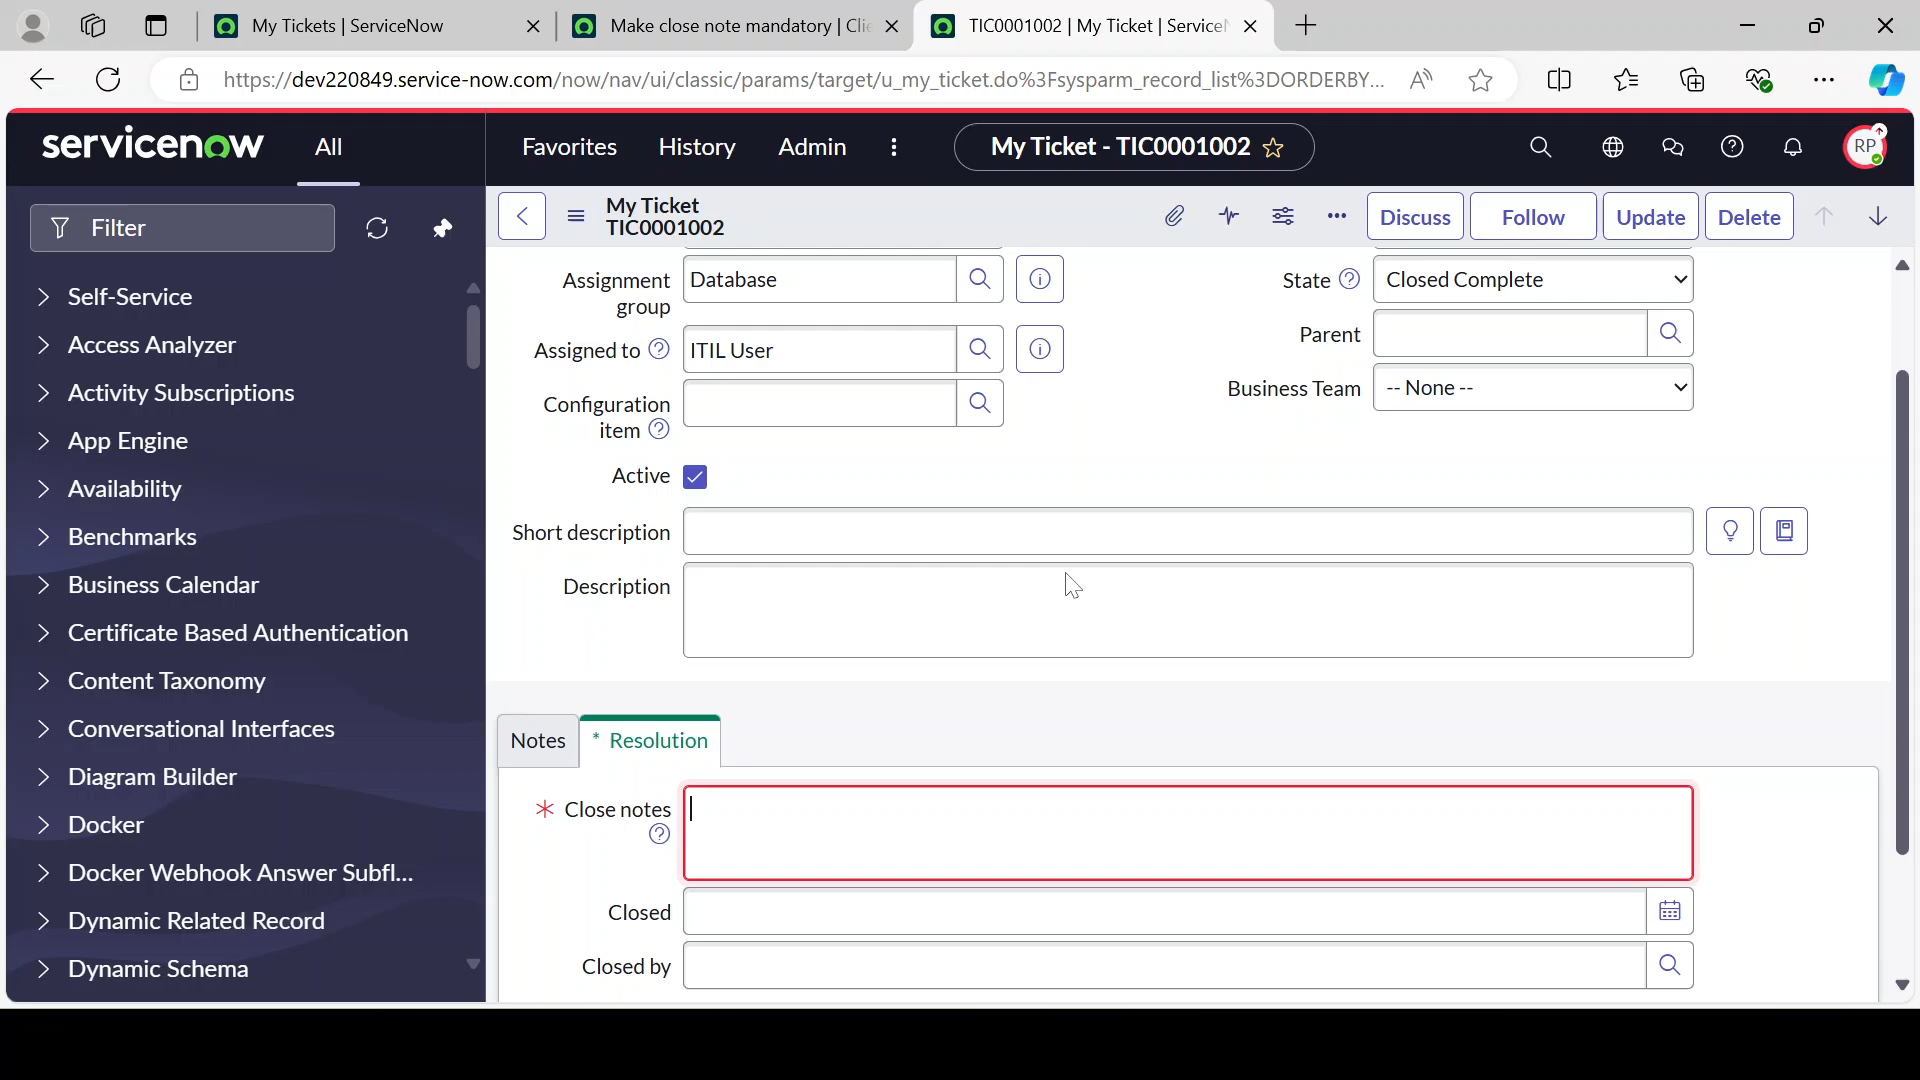 My Tickets | ServiceNow
Make close note mandatory | Clie
TIC0001002 | My Ticket | ServiceN
https://dev220849.service-now.com/now/nav/ui/classic/params/target/u_my_ticket.do%3Fsysparm_record_list%3DORDERBY...
servicenow
All
Favorites
History
Admin
My Ticket - TIC0001002
RP
Filter
My Ticket
TIC0001002
Discuss
Follow
Update
Delete
Self-Service
Access Analyzer
Activity Subscriptions
App Engine
Availability
Benchmarks
Business Calendar
Certificate Based Authentication
Content Taxonomy
Conversational Interfaces
Diagram Builder
Docker
Docker Webhook Answer Subfl...
Dynamic Related Record
Dynamic Schema
Assignment
group
Database
State
Closed Complete
Assigned to
ITIL User
Parent
Configuration
item
Business Team
-- None --
Active
Short description
Description
Notes
* Resolution
* Close notes
Closed
Closed by